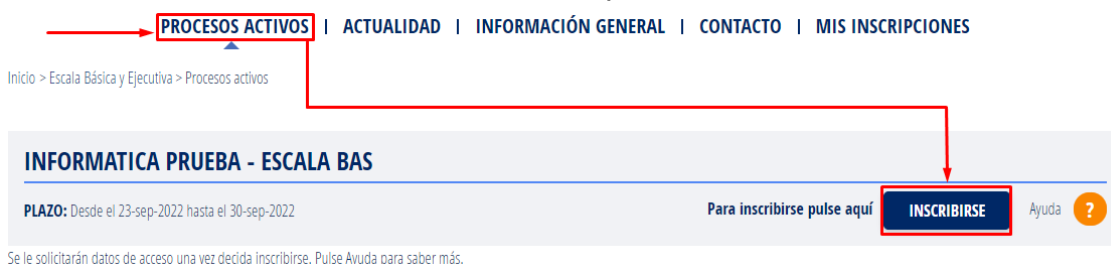 PROCESOS ACTIVOS | ACTUALIDAD | INFORMACIÓN GENERAL | CONTACTO | MIS INSCRIPCIONES
Inicio > Escala Básica y Ejecutiva > Procesos activos
INFORMATICA PRUEBA - ESCALA BAS
PLAZO: Desde el 23-sep-2022 hasta el 30-sep-2022 Para inscribirse pulse aquí INSCRIBIRSE Ayuda ?
Se le solicitarán datos de acceso una vez decida inscribirse. Pulse Ayuda para saber más.